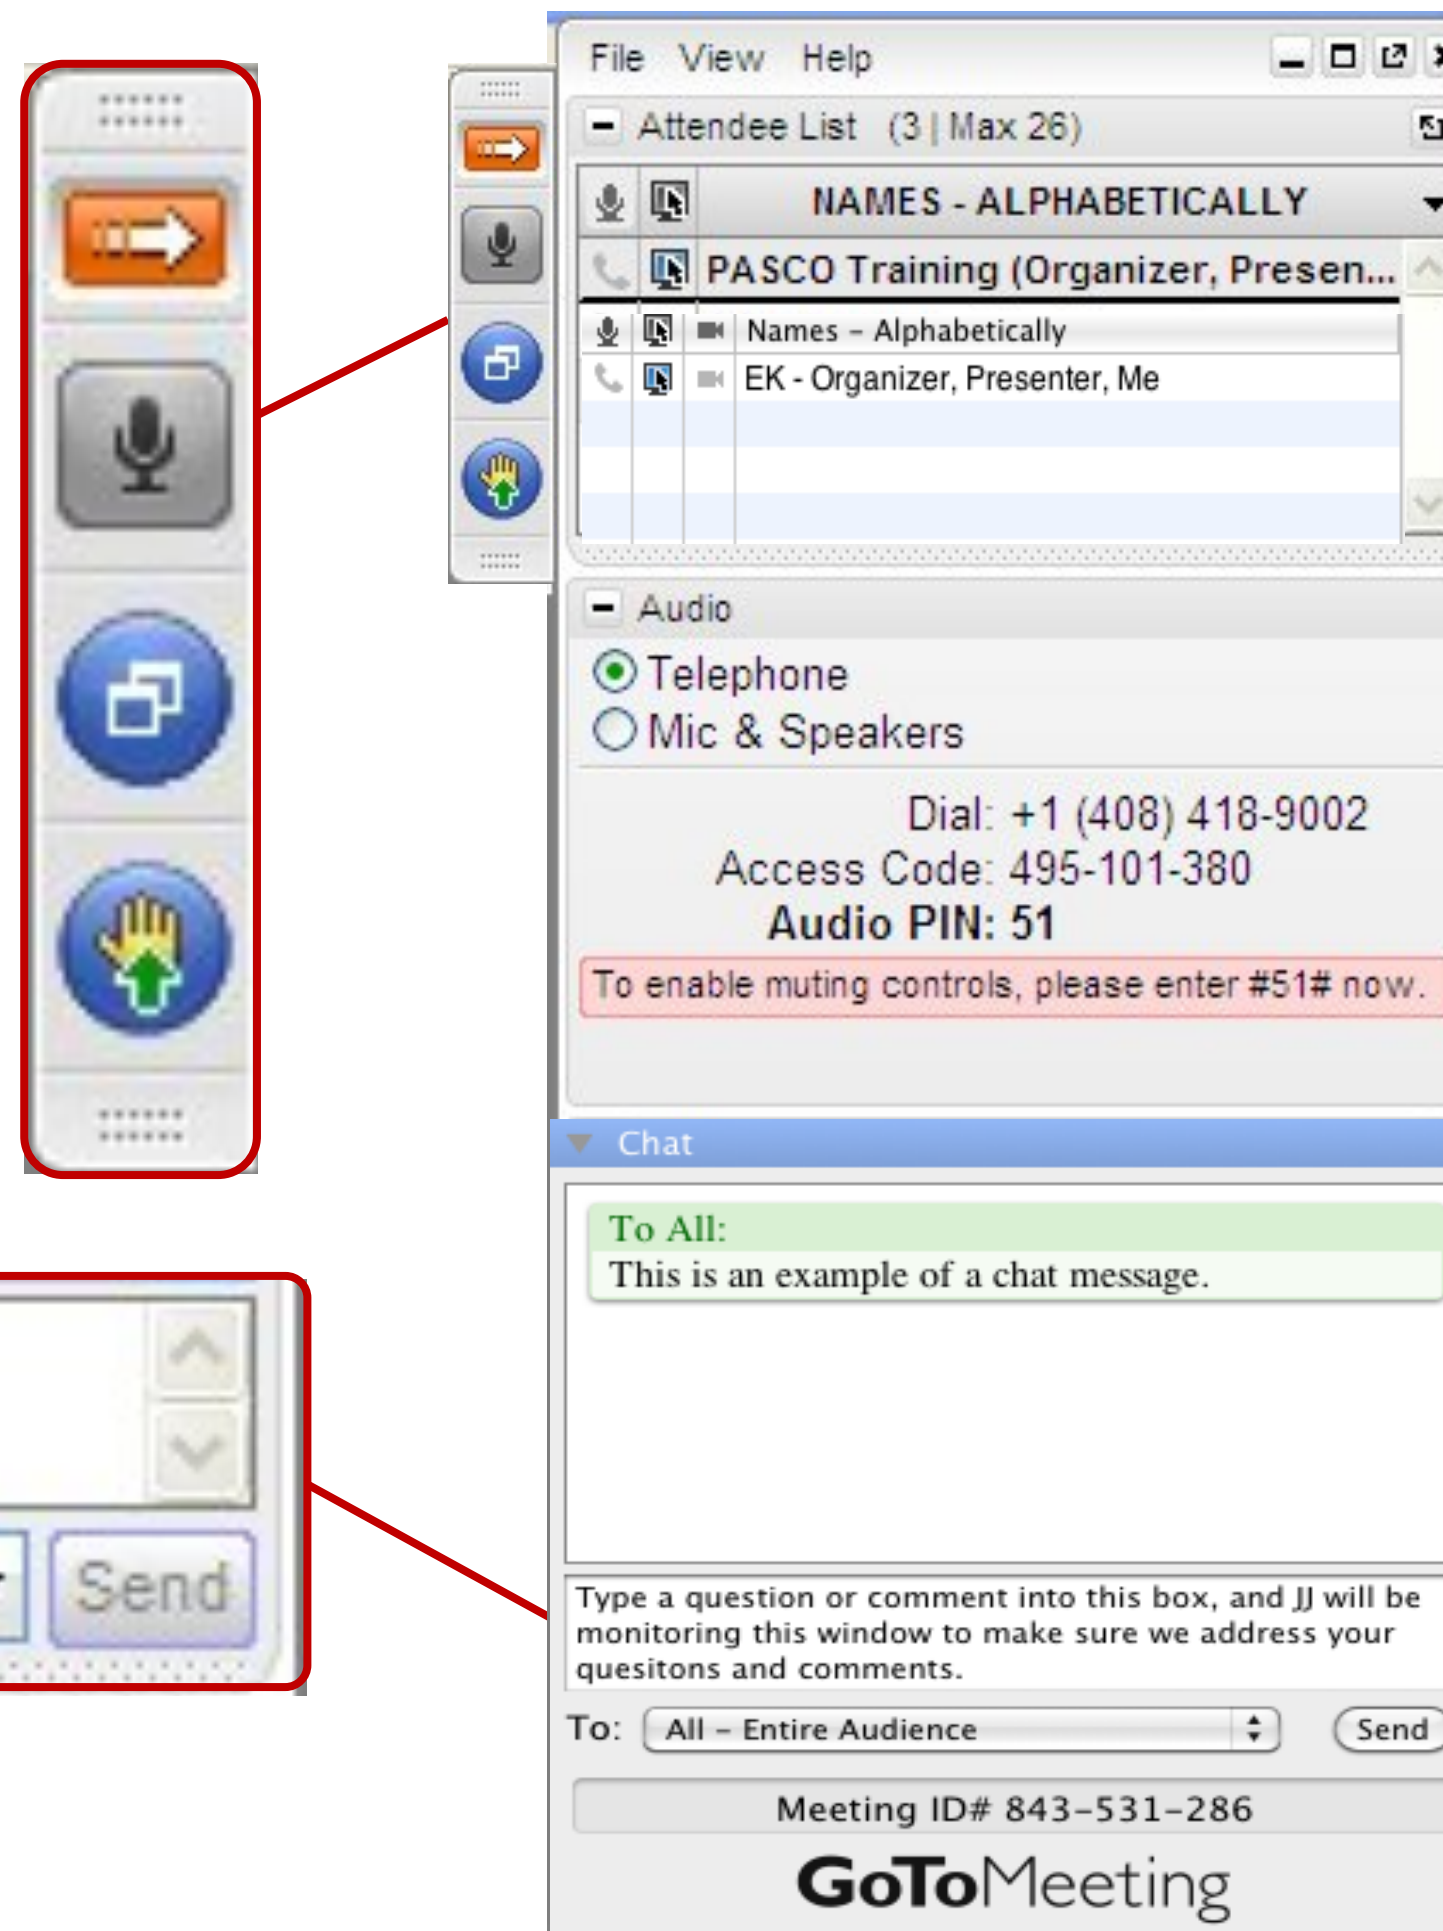 File View Help
Attendee List (3 | Max 26)
NAMES - ALPHABETICALLY
PASCO Training (Organizer, Presen...
Names – Alphabetically
EK - Organizer, Presenter, Me
Audio
Telephone
Mic & Speakers
Dial: +1 (408) 418-9002
Access Code: 495-101-380
Audio PIN: 51
To enable muting controls, please enter #51# now.
Chat
To All:
This is an example of a chat message.
Send
Type a question or comment into this box, and JJ will be
monitoring this window to make sure we address your
quesitons and comments.
To: All – Entire Audience Send
Meeting ID# 843–531–286
GoToMeeting